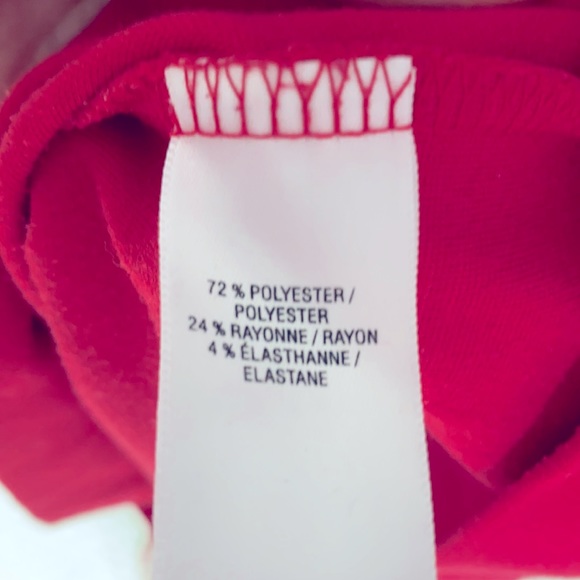 72 % POLYESTER /
POLYESTER
24 % RAYONNE / RAYON
4 % ÉLASTHANNE /
ELASTANE